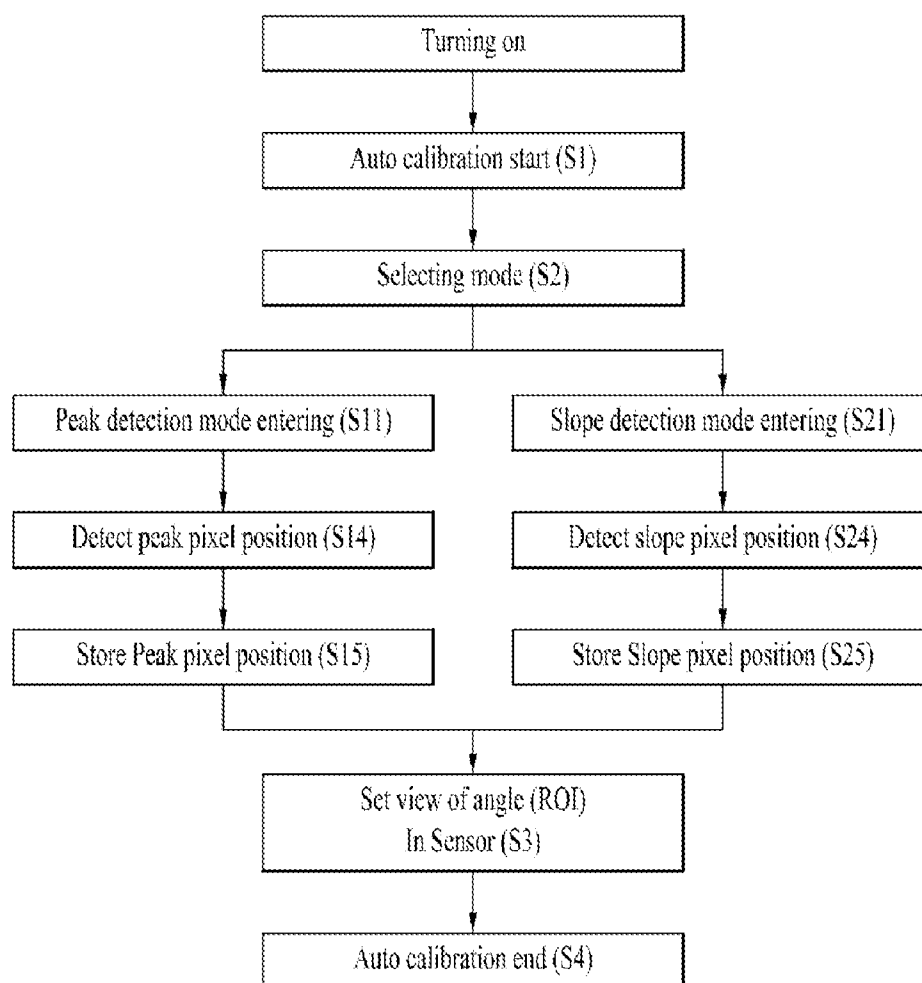 Turning on
Auto calibration start (S1)
Selecting mode (S2)
Peak detection mode entering (S11)
Slope detection mode entering (S21)
Detect peak pixel position (S14)
Detect slope pixel position (S24)
Store Peak pixel position (S15)
Store Slope pixel position (S25)
Set view of angle (ROI)
In Sensor (S3)
Auto calibration end (S4)